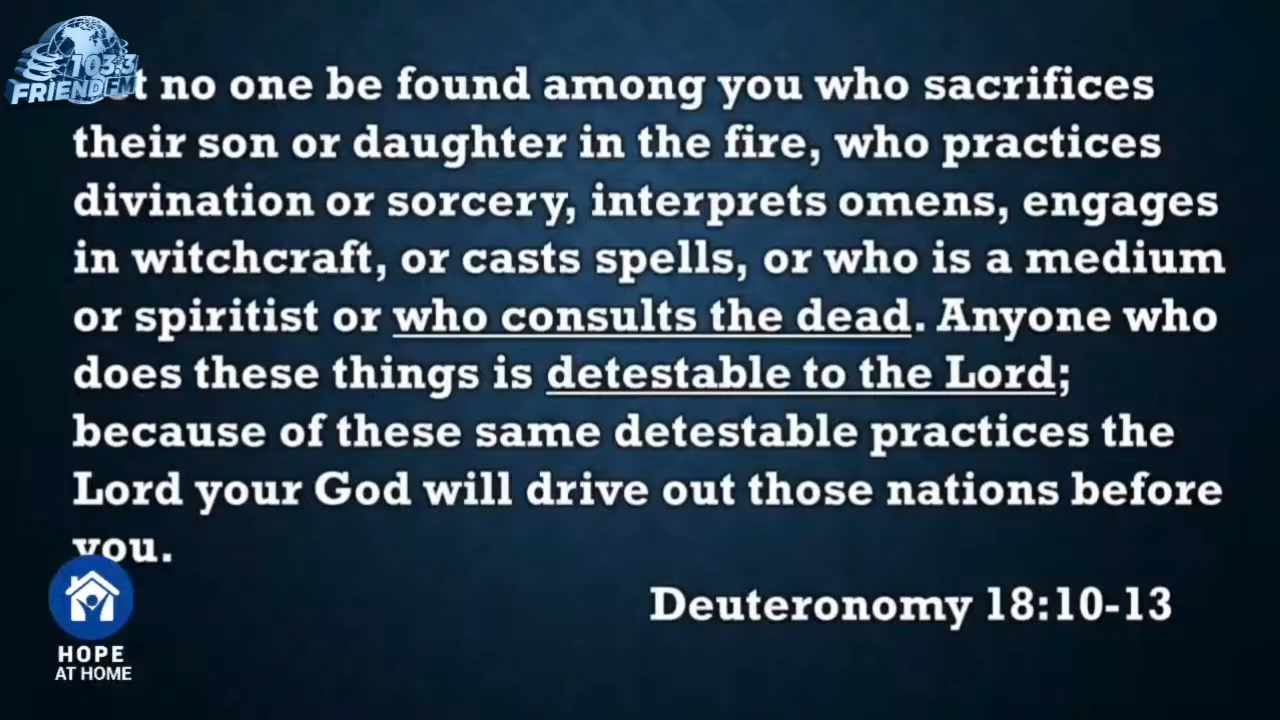 103.3
FRIEND FM
no one be found among you who sacrifices
their son or daughter in the fire, who practices
divination or sorcery, interprets omens, engages
in witchcraft, or casts spells, or who is a medium
or spiritist or who consults the dead. Anyone who
does these things is detestable to the Lord;
because of these same detestable practices the
Lord your God will drive out those nations before
you.
Deuteronomy 18:10-13
HOPE
AT HOME